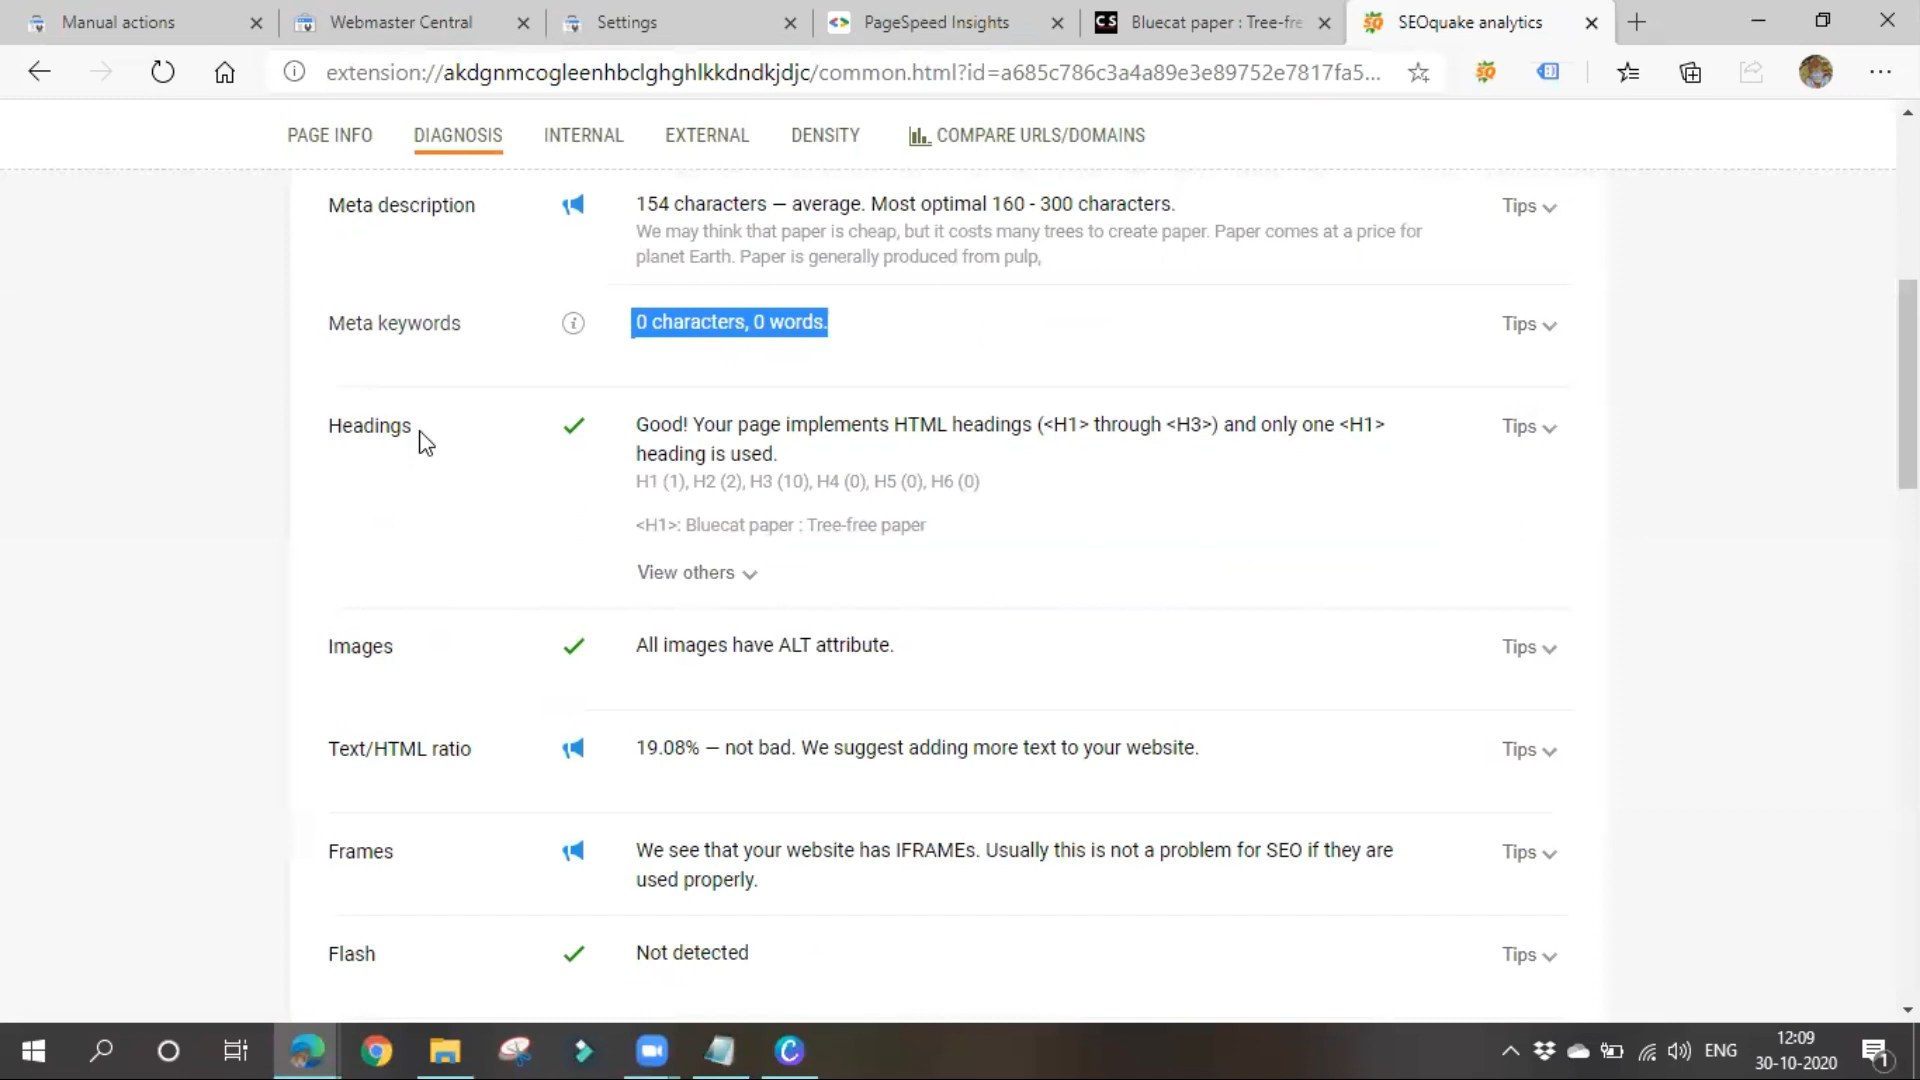 Manual actions
Webmaster Central
Settings
PageSpeed Insights
CS
Bluecat paper : Tree-fre
SQ
SEOquake analytics
extension://akdgnmcogleenhbclghghlkkdndkjdjc/common.html?id=a685c786c3a4a89e3e89752e7817fa5...
SQ
PAGE INFO
DIAGNOSIS
INTERNAL
EXTERNAL
DENSITY
COMPARE URLS/DOMAINS
Meta description
154 characters — average. Most optimal 160 - 300 characters.
Tips
We may think that paper is cheap, but it costs many trees to create paper. Paper comes at a price for
planet Earth. Paper is generally produced from pulp,
Meta keywords
0 characters, 0 words.
Tips
Headings
Good! Your page implements HTML headings (<H1> through <H3>) and only one <H1>
heading is used.
Tips
H1 (1), H2 (2), H3 (10), H4 (0), H5 (0), H6 (0)
<H1>: Bluecat paper : Tree-free paper
View others
Images
All images have ALT attribute.
Tips
Text/HTML ratio
19.08% — not bad. We suggest adding more text to your website.
Tips
Frames
We see that your website has IFRAMEs. Usually this is not a problem for SEO if they are
used properly.
Tips
Flash
Not detected
Tips
ENG
12:09
30-10-2020
1